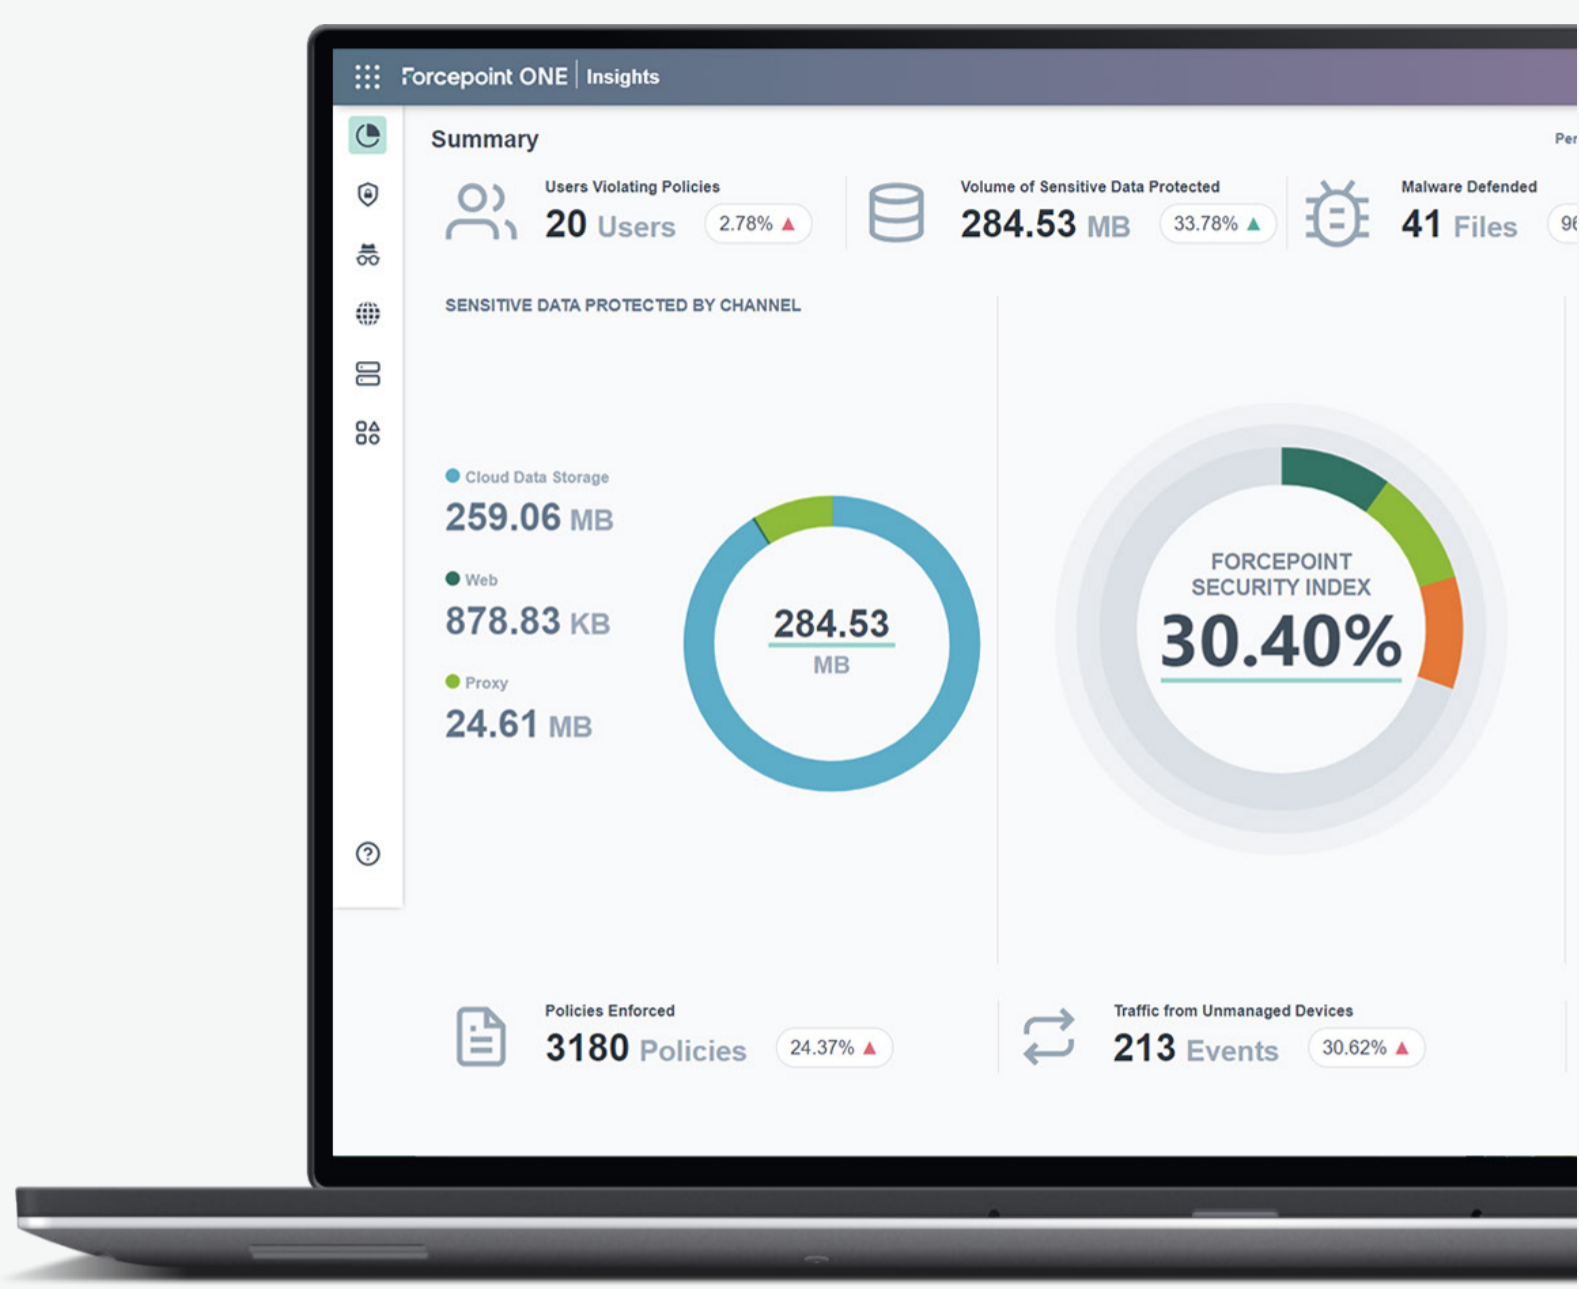 Forcepoint ONE | Insights
Summary
Users Violating Policies
20 Users 2.78% ▲
Volume of Sensitive Data Protected
284.53 MB 33.78% ▲
Malware Defended
41 Files
SENSITIVE DATA PROTECTED BY CHANNEL
Cloud Data Storage
259.06 MB
Web
878.83 KB
Proxy
24.61 MB
284.53
MB
FORCEPOINT
SECURITY INDEX
30.40%
Policies Enforced
3180 Policies 24.37% ▲
Traffic from Unmanaged Devices
213 Events 30.62% ▲